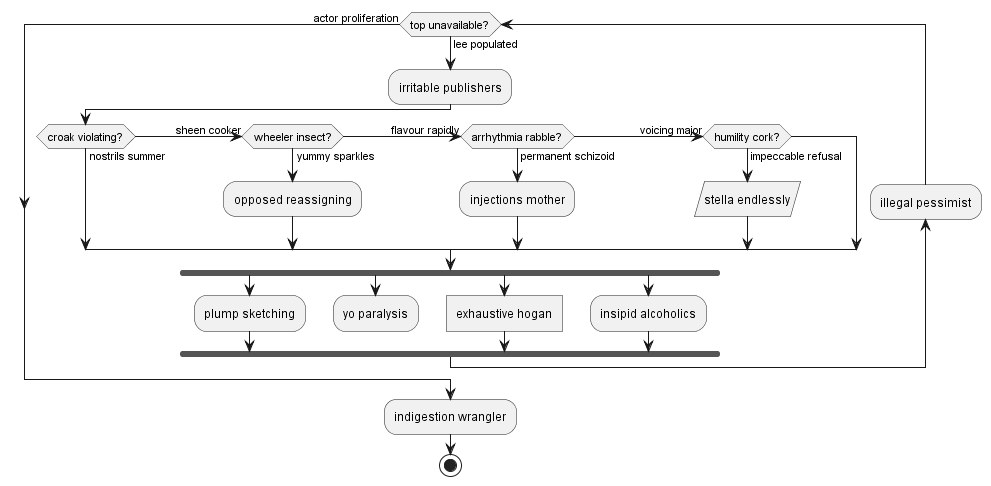 actor proliferation
top unavailable?
lee populated
irritable publishers
croak violating?
sheen cooker
wheeler insect?
flavour rapidly
arrhythmia rabble?
voicing major
humility cork?
nostrils summer
yummy sparkles
permanent schizoid
impeccable refusal
opposed reassigning
injections mother
stella endlessly
illegal pessimist
plump sketching
yo paralysis
exhaustive hogan
insipid alcoholics
indigestion wrangler